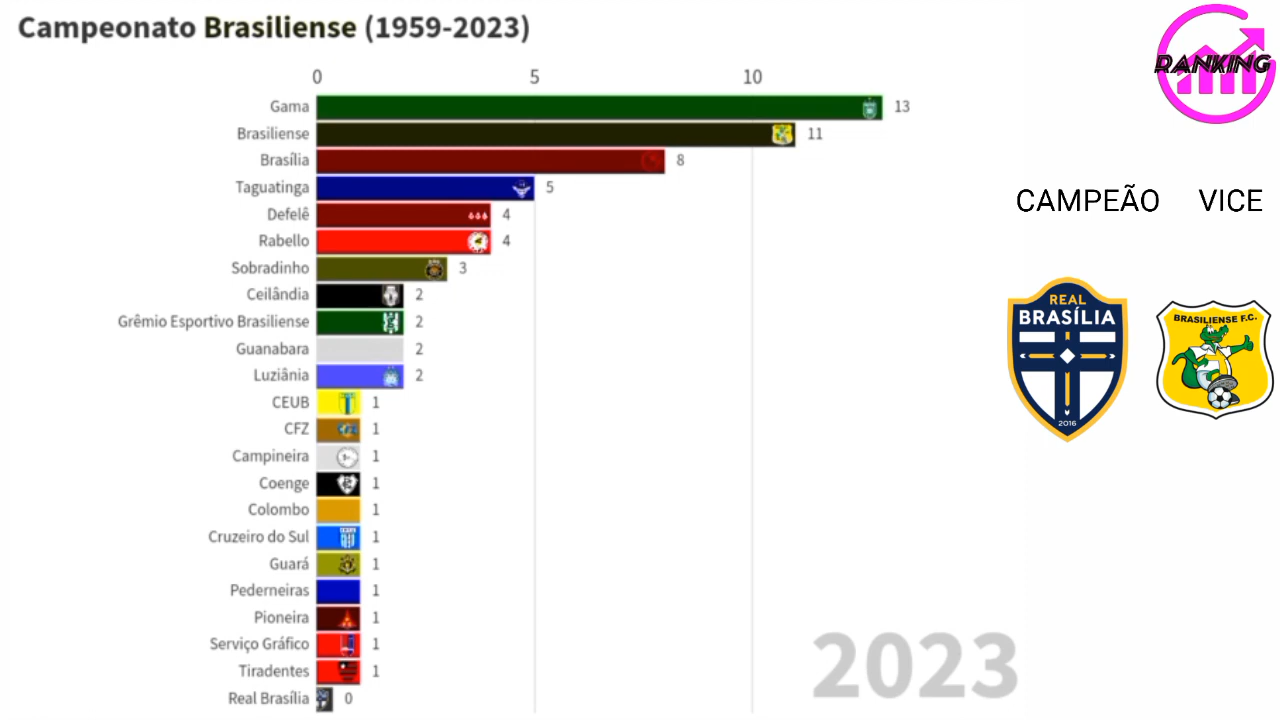 Campeonato Brasiliense (1959-2023)
RANKING
0 5 10
Gama 13
Brasiliense 11
Brasília 8
Taguatinga 5
Defelê 4
Rabello 4
Sobradinho 3
Ceilândia 2
Grêmio Esportivo Brasiliense 2
Guanabara 2
Luziânia 2
CEUB 1
CFZ 1
Campineira 1
Coenge 1
Colombo 1
Cruzeiro do Sul 1
Guará 1
Pederneiras 1
Pioneira 1
Serviço Gráfico 1
Tiradentes 1
Real Brasília 0
CAMPEÃO VICE
REAL
BRASÍLIA
2016
BRASILIENSE F.C.
2023